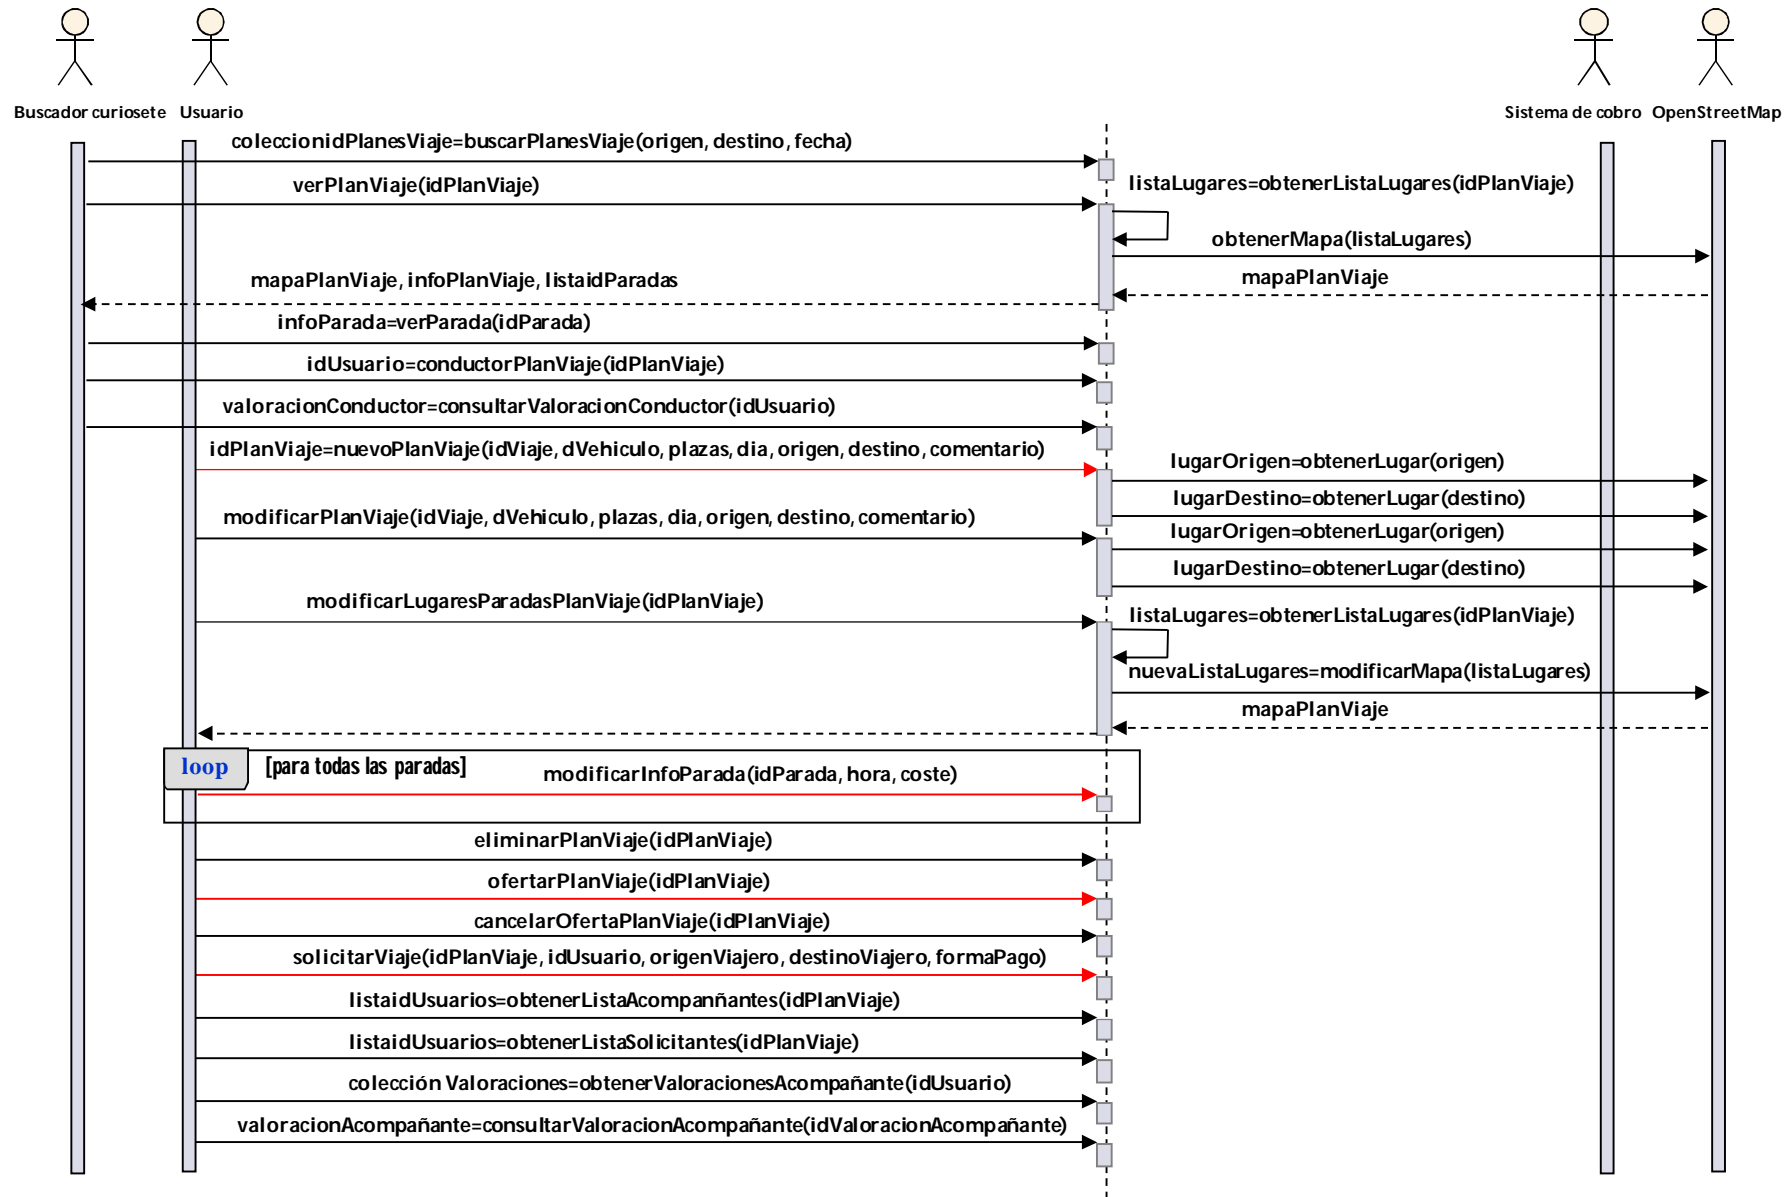 Buscador curiosete
Usuario
Sistema de cobro
OpenStreetMap
coleccionidPlanesViaje=buscarPlanesViaje(origen, destino, fecha)
verPlanViaje(idPlanViaje)
listaLugares=obtenerListaLugares(idPlanViaje)
obtenerMapa(listaLugares)
mapaPlanViaje, infoPlanViaje, listaidParadas
mapaPlanViaje
infoParada=verParada(idParada)
idUsuario=conductorPlanViaje(idPlanViaje)
valoracionConductor=consultarValoracionConductor(idUsuario)
idPlanViaje=nuevoPlanViaje(idViaje, dVehiculo, plazas, dia, origen, destino, comentario)
lugarOrigen=obtenerLugar(origen)
lugarDestino=obtenerLugar(destino)
modificarPlanViaje(idViaje, dVehiculo, plazas, dia, origen, destino, comentario)
lugarOrigen=obtenerLugar(origen)
lugarDestino=obtenerLugar(destino)
modificarLugaresParadasPlanViaje(idPlanViaje)
listaLugares=obtenerListaLugares(idPlanViaje)
nuevaListaLugares=modificarMapa(listaLugares)
mapaPlanViaje
loop [para todas las paradas]
modificarInfoParada(idParada, hora, coste)
eliminarPlanViaje(idPlanViaje)
ofertarPlanViaje(idPlanViaje)
cancelarOfertaPlanViaje(idPlanViaje)
solicitarViaje(idPlanViaje, idUsuario, origenViajero, destinoViajero, formaPago)
listaidUsuarios=obtenerListaAcompanñantes(idPlanViaje)
listaidUsuarios=obtenerListaSolicitantes(idPlanViaje)
colección Valoraciones=obtenerValoracionesAcompañante(idUsuario)
valoracionAcompañante=consultarValoracionAcompañante(idValoracionAcompañante)